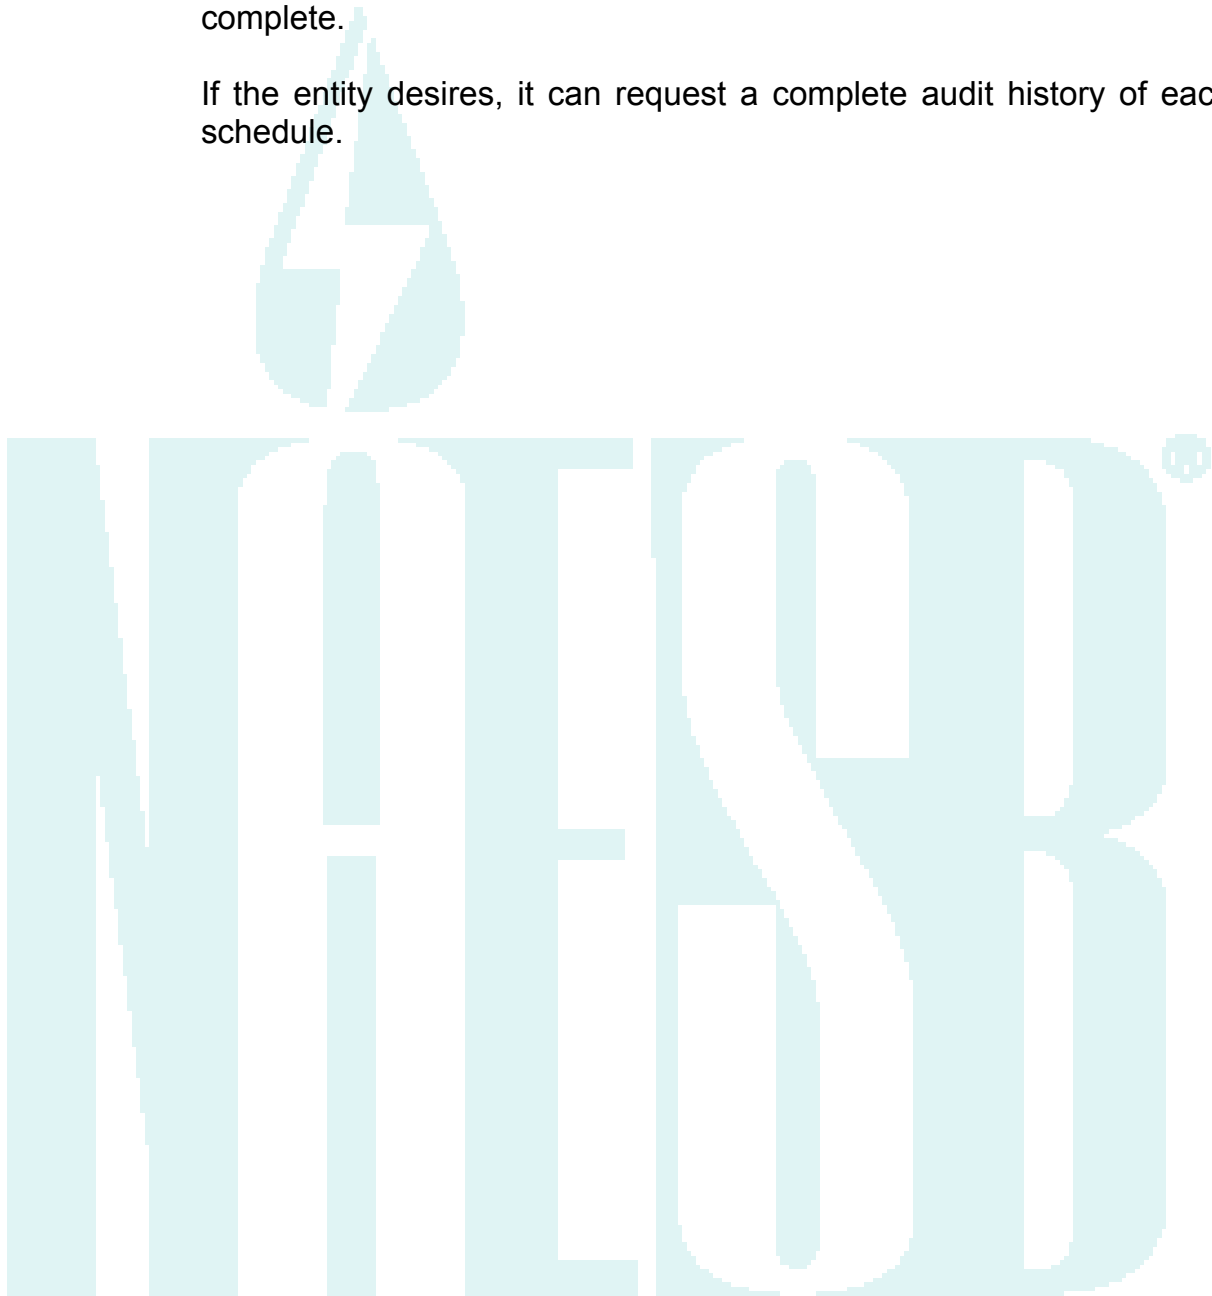 complete.
If the entity desires, it can request a complete audit history of eac
schedule.
NAESB